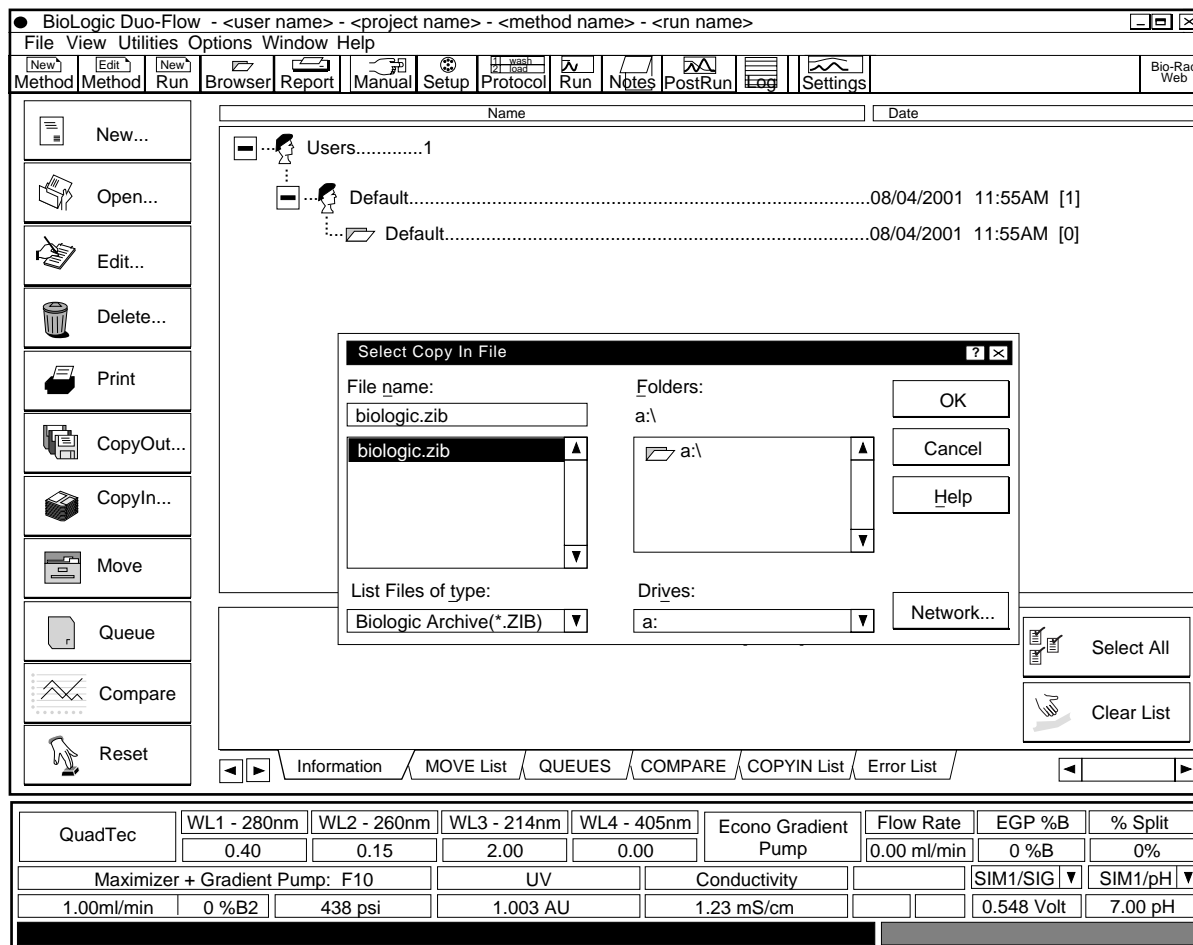 BioLogic Duo-Flow - <user name> - <project name> - <method name> - <run name>
File View Utilities Options Window Help
New Edit New 1 wash 2 load
Method Method Run Browser Report Manual Setup Protocol Run Notes PostRun Log Settings
Bio-Rad
Web
Name Date
New...
Open...
Edit...
Delete...
Print
CopyOut...
CopyIn...
Move
Queue
Compare
Reset
Users.............1
Default........................................................................................08/04/2001 11:55AM [1]
Default.................................................................................08/04/2001 11:55AM [0]
Select Copy In File ?
File name:
biologic.zib
biologic.zib
List Files of type:
Biologic Archive(*.ZIB)
Folders:
a:\
a:\
Drives:
a:
OK
Cancel
Help
Network...
Select All
Clear List
Information MOVE List QUEUES COMPARE COPYIN List Error List
QuadTec WL1 - 280nm WL2 - 260nm WL3 - 214nm WL4 - 405nm Econo Gradient Pump Flow Rate EGP %B % Split
0.40 0.15 2.00 0.00 0.00 ml/min 0 %B 0%
Maximizer + Gradient Pump: F10 UV Conductivity SIM1/SIG SIM1/pH
1.00ml/min 0 %B2 438 psi 1.003 AU 1.23 mS/cm 0.548 Volt 7.00 pH